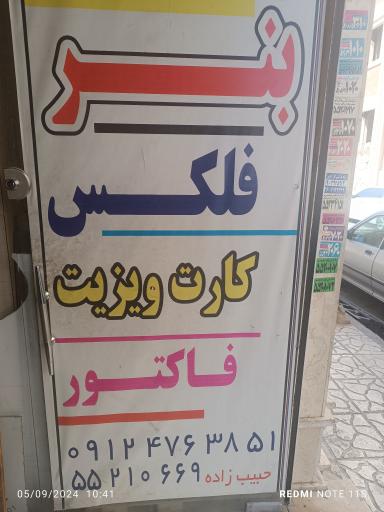 بنر
فلکس
کارت ویزیت
فاکتور
۰۹۱۲ ۴۷۶ ۳۸ ۵۱
۵۵ ۲۱۰ ۶۶۹ حبیب زاده
05/09/2024 10:41
REDMI NOTE 11S